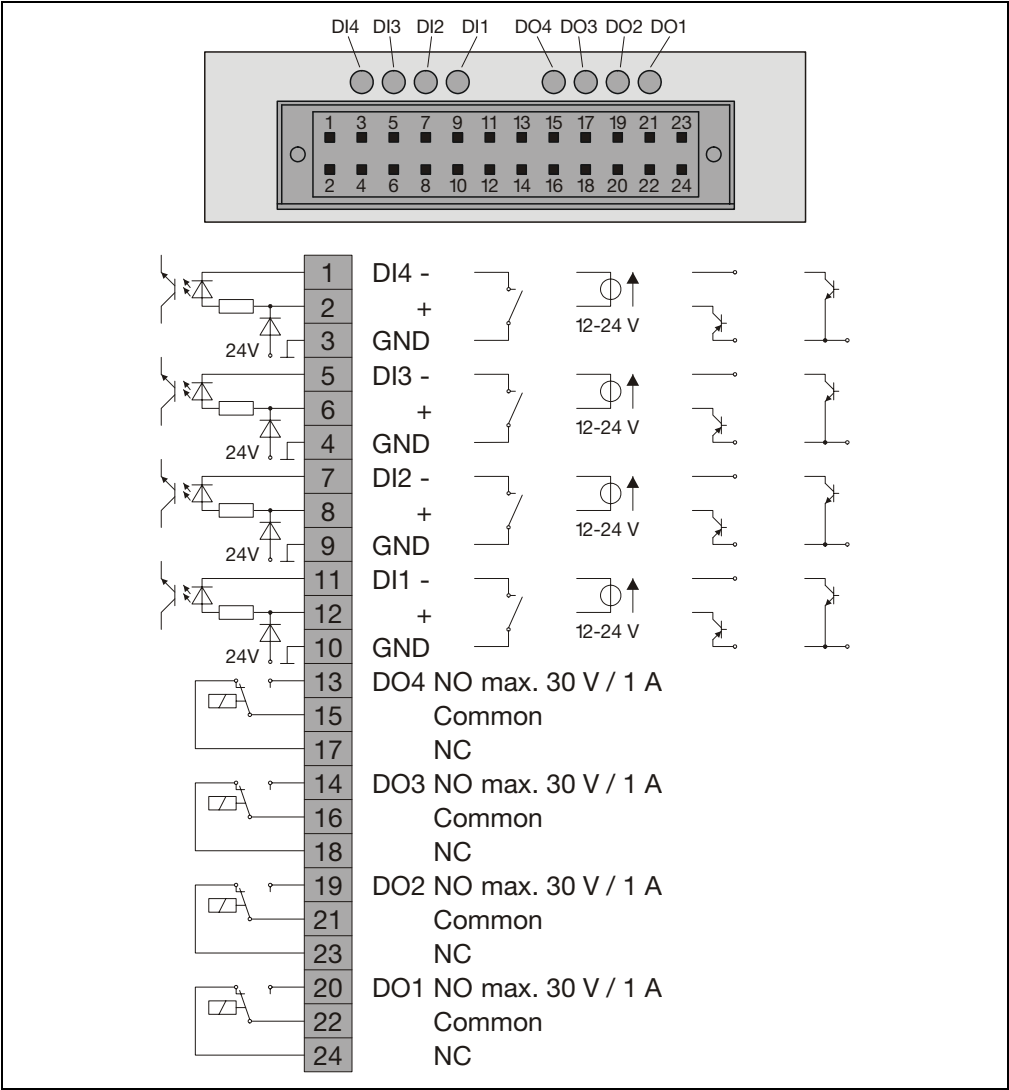 DI4 DI3 DI2 DI1 DO4 DO3 DO2 DO1
1 3 5 7 9 11 13 15 17 19 21 23
2 4 6 8 10 12 14 16 18 20 22 24
1 DI4 -
2 +
12-24 V
24V 3 GND
5 DI3 -
6 +
12-24 V
24V 4 GND
7 DI2 -
8 +
12-24 V
24V 9 GND
11 DI1 -
12 +
12-24 V
24V 10 GND
13 DO4 NO max. 30 V / 1 A
15 Common
17 NC
14 DO3 NO max. 30 V / 1 A
16 Common
18 NC
19 DO2 NO max. 30 V / 1 A
21 Common
23 NC
20 DO1 NO max. 30 V / 1 A
22 Common
24 NC